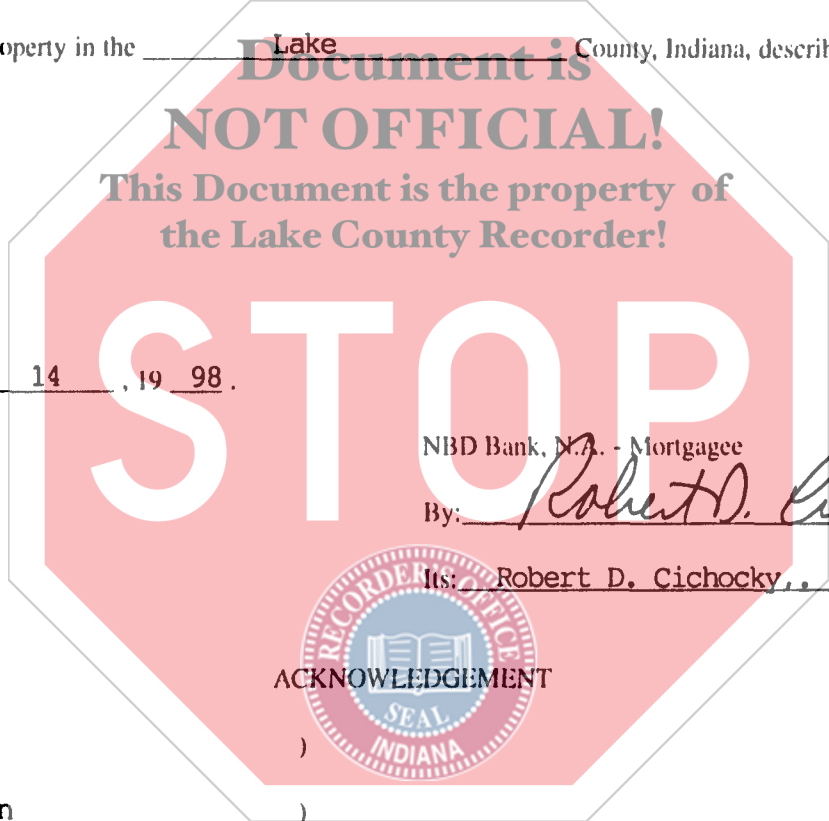 operty in the Lake County, Indiana, describ
Document is
NOT OFFICIAL!
This Document is the property of
the Lake County Recorder!
STOP
14 , 19 98 .
NBD Bank, N.A. - Mortgagee
By: Robert D.
Its: Robert D. Cichocky, .
RECORDER'S OFFICE
SEAL
INDIANA
ACKNOWLEDGEMENT
)
n )